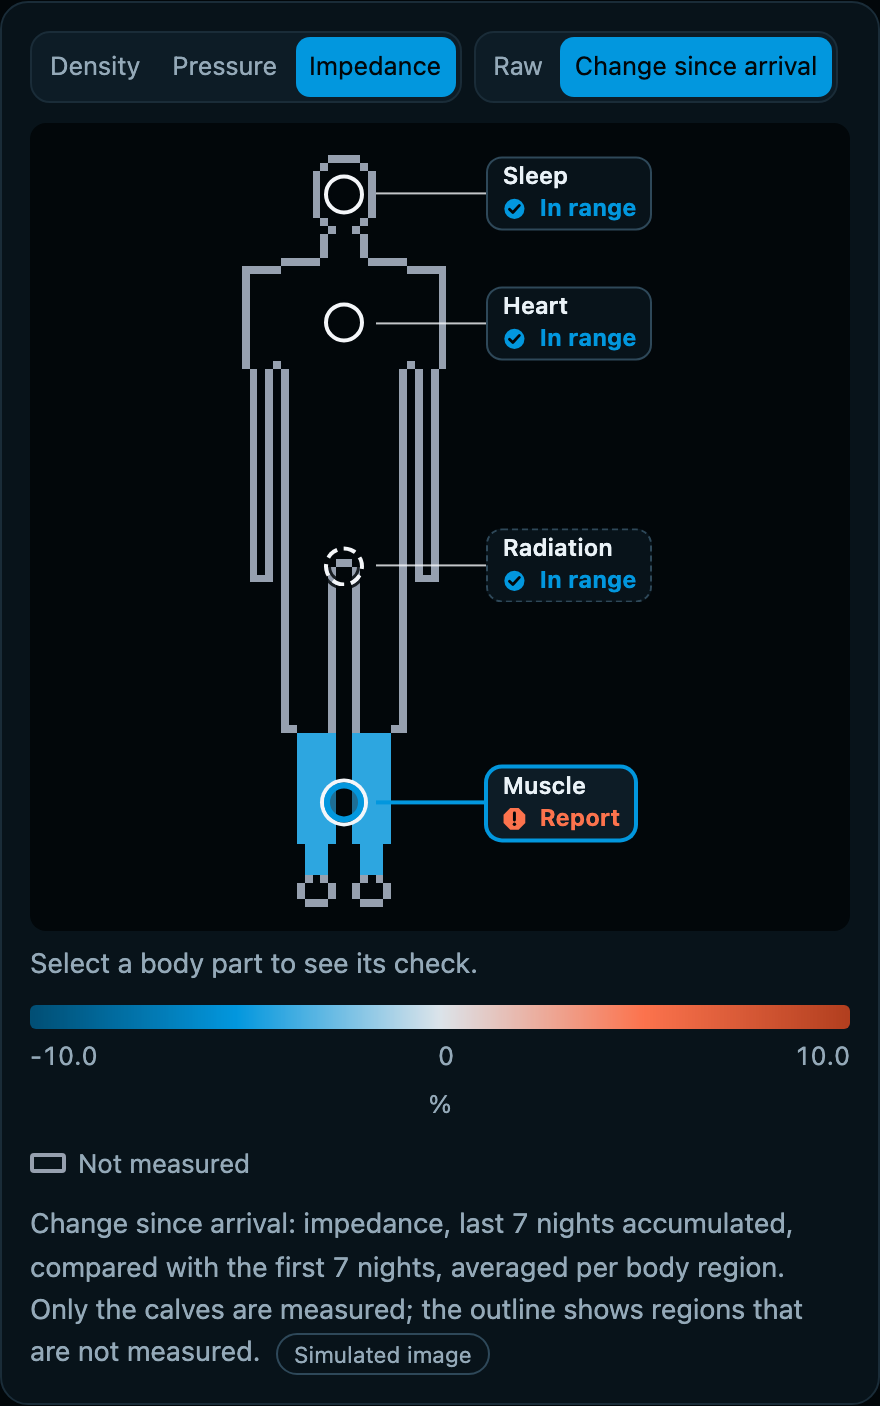 Density Pressure Impedance Raw Change since arrival
Sleep
In range
Heart
In range
Radiation
In range
Muscle
Report
Select a body part to see its check.
-10.0 0 10.0
%
Not measured
Change since arrival: impedance, last 7 nights accumulated,
compared with the first 7 nights, averaged per body region.
Only the calves are measured; the outline shows regions that
are not measured. Simulated image